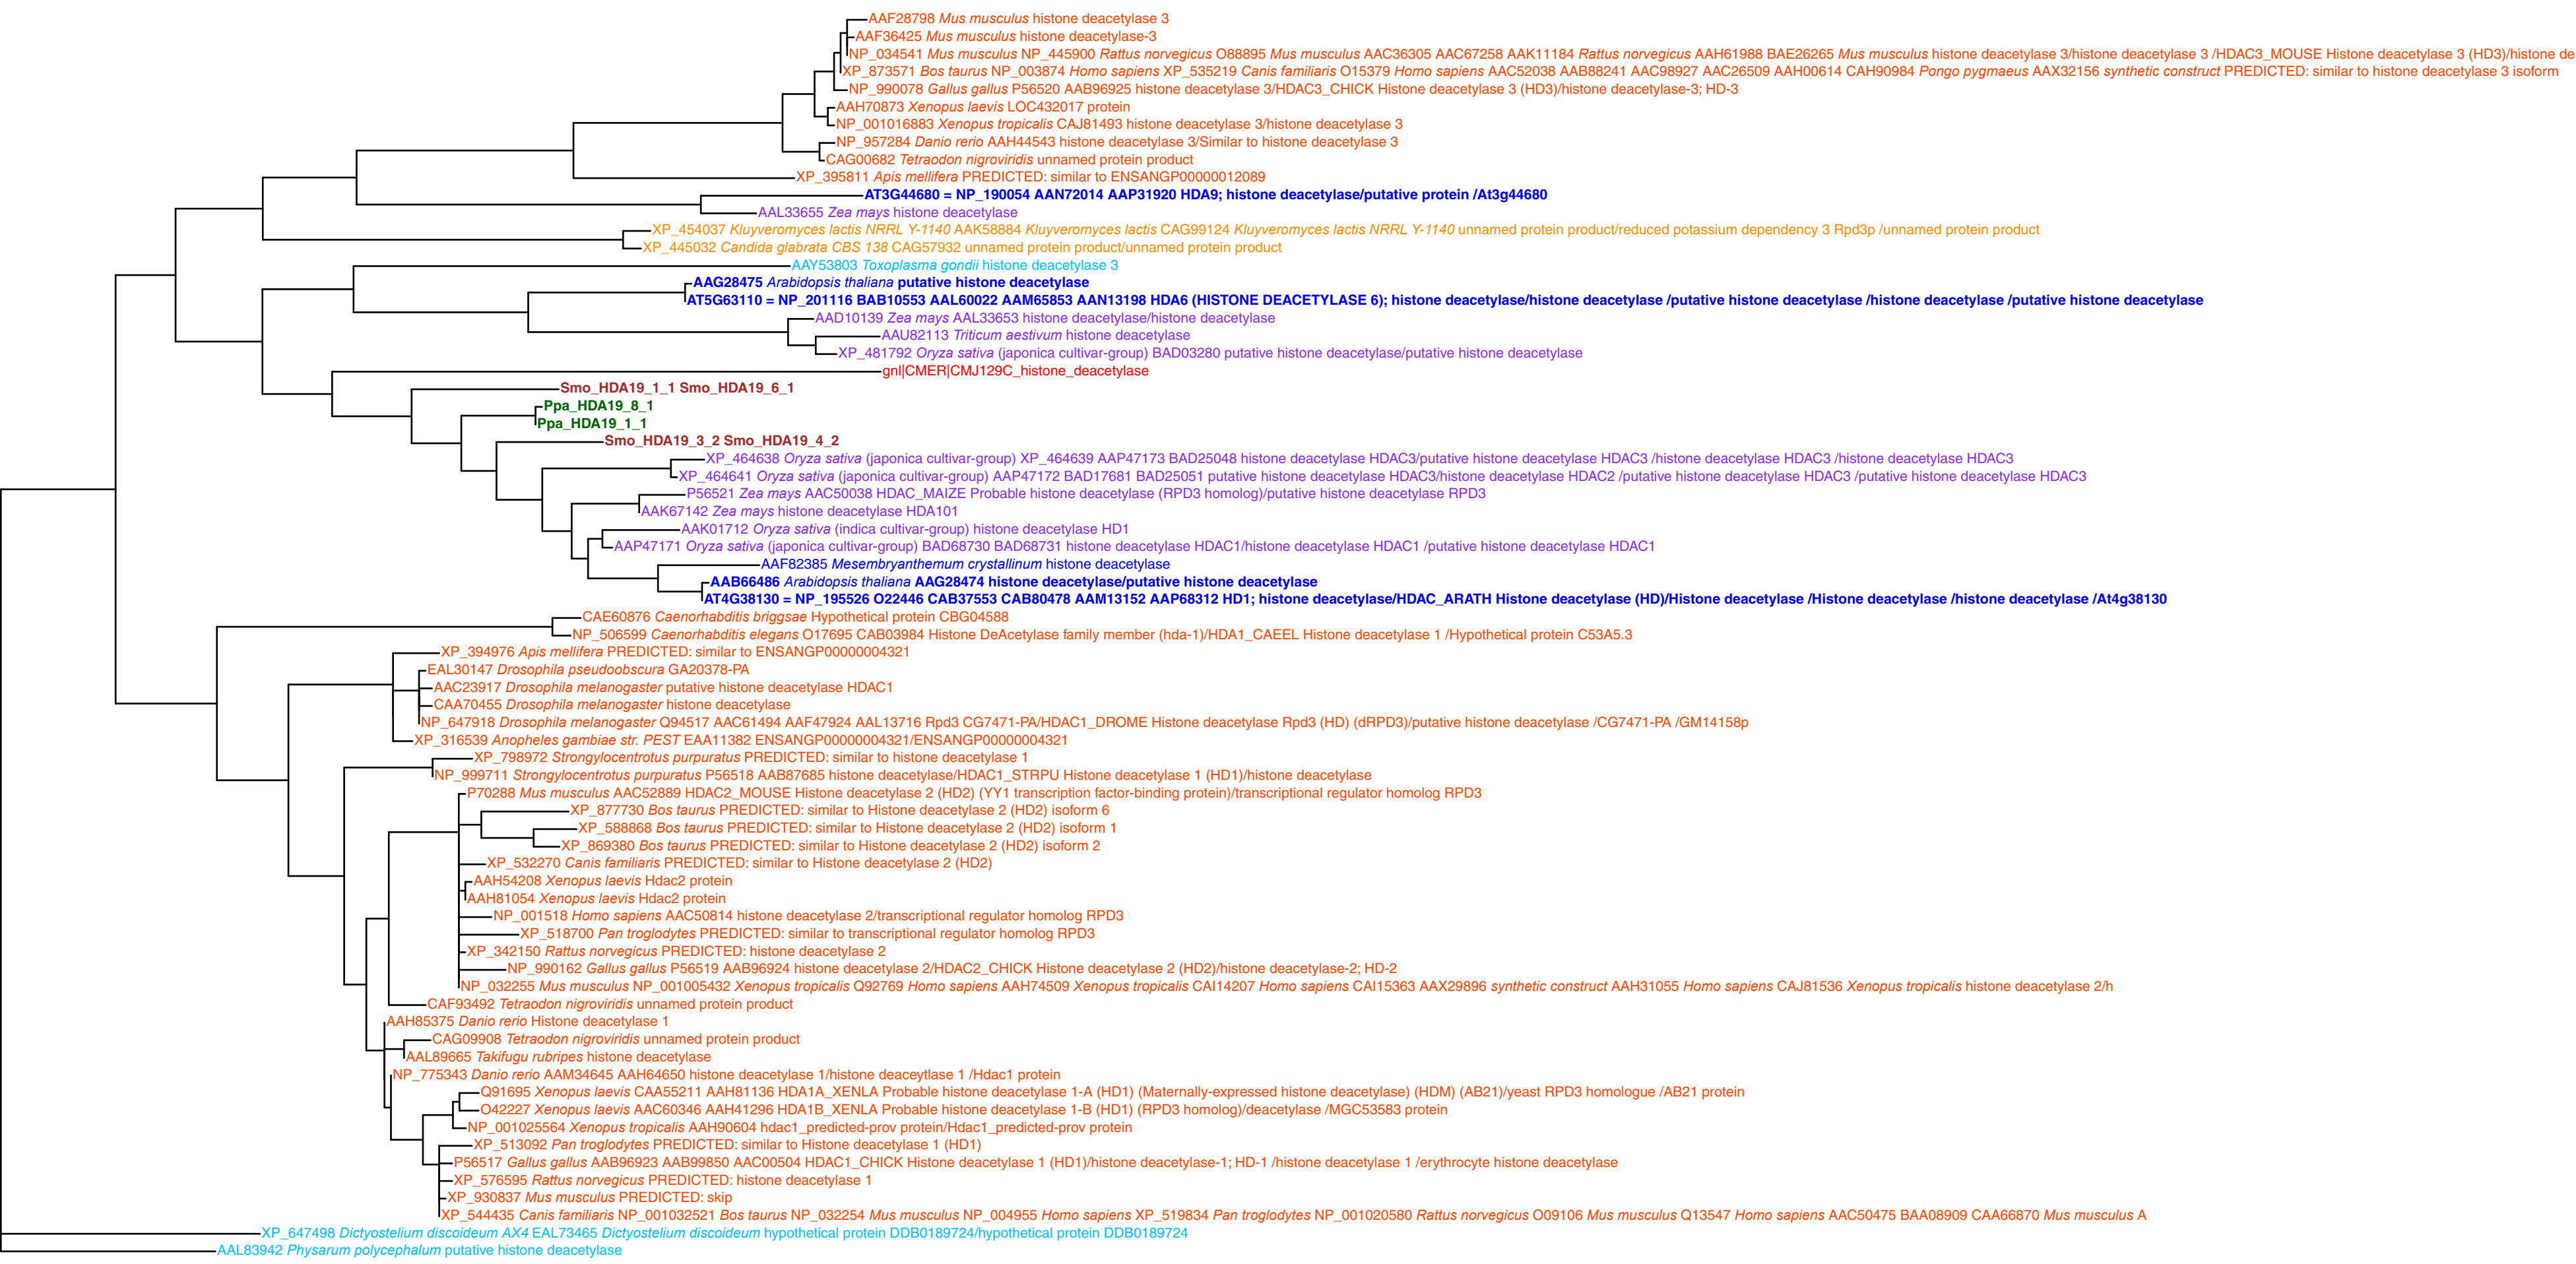 AAF28798 Mus musculus histone deacetylase 3
AAF36425 Mus musculus histone deacetylase-3
NP_034541 Mus musculus NP_445900 Rattus norvegicus O88895 Mus musculus AAC36305 AAC67258 AAK11184 Rattus norvegicus AAH61988 BAE26265 Mus musculus histone deacetylase 3/histone deacetylase 3 /HDAC3_MOUSE Histone deacetylase 3 (HD3)/histone de
XP_873571 Bos taurus NP_003874 Homo sapiens XP_535219 Canis familiaris O15379 Homo sapiens AAC52038 AAB88241 AAC98927 AAC26509 AAH00614 CAH90984 Pongo pygmaeus AAX32156 synthetic construct PREDICTED: similar to histone deacetylase 3 isoform
NP_990078 Gallus gallus P56520 AAB96925 histone deacetylase 3/HDAC3_CHICK Histone deacetylase 3 (HD3)/histone deacetylase-3; HD-3
AAH70873 Xenopus laevis LOC432017 protein
NP_001016883 Xenopus tropicalis CAJ81493 histone deacetylase 3/histone deacetylase 3
NP_957284 Danio rerio AAH44543 histone deacetylase 3/Similar to histone deacetylase 3
CAG00682 Tetraodon nigroviridis unnamed protein product
XP_395811 Apis mellifera PREDICTED: similar to ENSANGP00000012089
AT3G44680 = NP_190054 AAN72014 AAP31920 HDA9; histone deacetylase/putative protein /At3g44680
AAL33655 Zea mays histone deacetylase
XP_454037 Kluyveromyces lactis NRRL Y-1140 AAK58884 Kluyveromyces lactis CAG99124 Kluyveromyces lactis NRRL Y-1140 unnamed protein product/reduced potassium dependency 3 Rpd3p /unnamed protein product
XP_445032 Candida glabrata CBS 138 CAG57932 unnamed protein product/unnamed protein product
AAY53803 Toxoplasma gondii histone deacetylase 3
AAG28475 Arabidopsis thaliana putative histone deacetylase
AT5G63110 = NP_201116 BAB10553 AAL60022 AAM65853 AAN13198 HDA6 (HISTONE DEACETYLASE 6); histone deacetylase/histone deacetylase /putative histone deacetylase /histone deacetylase /putative histone deacetylase
AAD10139 Zea mays AAL33653 histone deacetylase/histone deacetylase
AAU82113 Triticum aestivum histone deacetylase
XP_481792 Oryza sativa (japonica cultivar-group) BAD03280 putative histone deacetylase/putative histone deacetylase
gnl|CMER|CMJ129C_histone_deacetylase
Smo_HDA19_1_1 Smo_HDA19_6_1
Ppa_HDA19_8_1
Ppa_HDA19_1_1
Smo_HDA19_3_2 Smo_HDA19_4_2
XP_464638 Oryza sativa (japonica cultivar-group) XP_464639 AAP47173 BAD25048 histone deacetylase HDAC3/putative histone deacetylase HDAC3 /histone deacetylase HDAC3 /histone deacetylase HDAC3
XP_464641 Oryza sativa (japonica cultivar-group) AAP47172 BAD17681 BAD25051 putative histone deacetylase HDAC3/histone deacetylase HDAC2 /putative histone deacetylase HDAC3 /putative histone deacetylase HDAC3
P56521 Zea mays AAC50038 HDAC_MAIZE Probable histone deacetylase (RPD3 homolog)/putative histone deacetylase RPD3
AAK67142 Zea mays histone deacetylase HDA101
AAK01712 Oryza sativa (indica cultivar-group) histone deacetylase HD1
AAP47171 Oryza sativa (japonica cultivar-group) BAD68730 BAD68731 histone deacetylase HDAC1/histone deacetylase HDAC1 /putative histone deacetylase HDAC1
AAF82385 Mesembryanthemum crystallinum histone deacetylase
AAB66486 Arabidopsis thaliana AAG28474 histone deacetylase/putative histone deacetylase
AT4G38130 = NP_195526 O22446 CAB37553 CAB80478 AAM13152 AAP68312 HD1; histone deacetylase/HDAC_ARATH Histone deacetylase (HD)/Histone deacetylase /Histone deacetylase /histone deacetylase /At4g38130
CAE60876 Caenorhabditis briggsae Hypothetical protein CBG04588
NP_506599 Caenorhabditis elegans O17695 CAB03984 Histone DeAcetylase family member (hda-1)/HDA1_CAEEL Histone deacetylase 1 /Hypothetical protein C53A5.3
XP_394976 Apis mellifera PREDICTED: similar to ENSANGP00000004321
EAL30147 Drosophila pseudoobscura GA20378-PA
AAC23917 Drosophila melanogaster putative histone deacetylase HDAC1
CAA70455 Drosophila melanogaster histone deacetylase
NP_647918 Drosophila melanogaster Q94517 AAC61494 AAF47924 AAL13716 Rpd3 CG7471-PA/HDAC1_DROME Histone deacetylase Rpd3 (HD) (dRPD3)/putative histone deacetylase /CG7471-PA /GM14158p
XP_316539 Anopheles gambiae str. PEST EAA11382 ENSANGP00000004321/ENSANGP00000004321
XP_798972 Strongylocentrotus purpuratus PREDICTED: similar to histone deacetylase 1
NP_999711 Strongylocentrotus purpuratus P56518 AAB87685 histone deacetylase/HDAC1_STRPU Histone deacetylase 1 (HD1)/histone deacetylase
P70288 Mus musculus AAC52889 HDAC2_MOUSE Histone deacetylase 2 (HD2) (YY1 transcription factor-binding protein)/transcriptional regulator homolog RPD3
XP_877730 Bos taurus PREDICTED: similar to Histone deacetylase 2 (HD2) isoform 6
XP_588868 Bos taurus PREDICTED: similar to Histone deacetylase 2 (HD2) isoform 1
XP_869380 Bos taurus PREDICTED: similar to Histone deacetylase 2 (HD2) isoform 2
XP_532270 Canis familiaris PREDICTED: similar to Histone deacetylase 2 (HD2)
AAH54208 Xenopus laevis Hdac2 protein
AAH81054 Xenopus laevis Hdac2 protein
NP_001518 Homo sapiens AAC50814 histone deacetylase 2/transcriptional regulator homolog RPD3
XP_518700 Pan troglodytes PREDICTED: similar to transcriptional regulator homolog RPD3
XP_342150 Rattus norvegicus PREDICTED: histone deacetylase 2
NP_990162 Gallus gallus P56519 AAB96924 histone deacetylase 2/HDAC2_CHICK Histone deacetylase 2 (HD2)/histone deacetylase-2; HD-2
NP_032255 Mus musculus NP_001005432 Xenopus tropicalis Q92769 Homo sapiens AAH74509 Xenopus tropicalis CAI14207 Homo sapiens CAI15363 AAX29896 synthetic construct AAH31055 Homo sapiens CAJ81536 Xenopus tropicalis histone deacetylase 2/h
CAF93492 Tetraodon nigroviridis unnamed protein product
AAH85375 Danio rerio Histone deacetylase 1
CAG09908 Tetraodon nigroviridis unnamed protein product
AAL89665 Takifugu rubripes histone deacetylase
NP_775343 Danio rerio AAM34645 AAH64650 histone deacetylase 1/histone deaceytlase 1 /Hdac1 protein
Q91695 Xenopus laevis CAA55211 AAH81136 HDA1A_XENLA Probable histone deacetylase 1-A (HD1) (Maternally-expressed histone deacetylase) (HDM) (AB21)/yeast RPD3 homologue /AB21 protein
O42227 Xenopus laevis AAC60346 AAH41296 HDA1B_XENLA Probable histone deacetylase 1-B (HD1) (RPD3 homolog)/deacetylase /MGC53583 protein
NP_001025564 Xenopus tropicalis AAH90604 hdac1_predicted-prov protein/Hdac1_predicted-prov protein
XP_513092 Pan troglodytes PREDICTED: similar to Histone deacetylase 1 (HD1)
P56517 Gallus gallus AAB96923 AAB99850 AAC00504 HDAC1_CHICK Histone deacetylase 1 (HD1)/histone deacetylase-1; HD-1 /histone deacetylase 1 /erythrocyte histone deacetylase
XP_576595 Rattus norvegicus PREDICTED: histone deacetylase 1
XP_930837 Mus musculus PREDICTED: skip
XP_544435 Canis familiaris NP_001032521 Bos taurus NP_032254 Mus musculus NP_004955 Homo sapiens XP_519834 Pan troglodytes NP_001020580 Rattus norvegicus O09106 Mus musculus Q13547 Homo sapiens AAC50475 BAA08909 CAA66870 Mus musculus A
XP_647498 Dictyostelium discoideum AX4 EAL73465 Dictyostelium discoideum hypothetical protein DDB0189724/hypothetical protein DDB0189724
AAL83942 Physarum polycephalum putative histone deacetylase